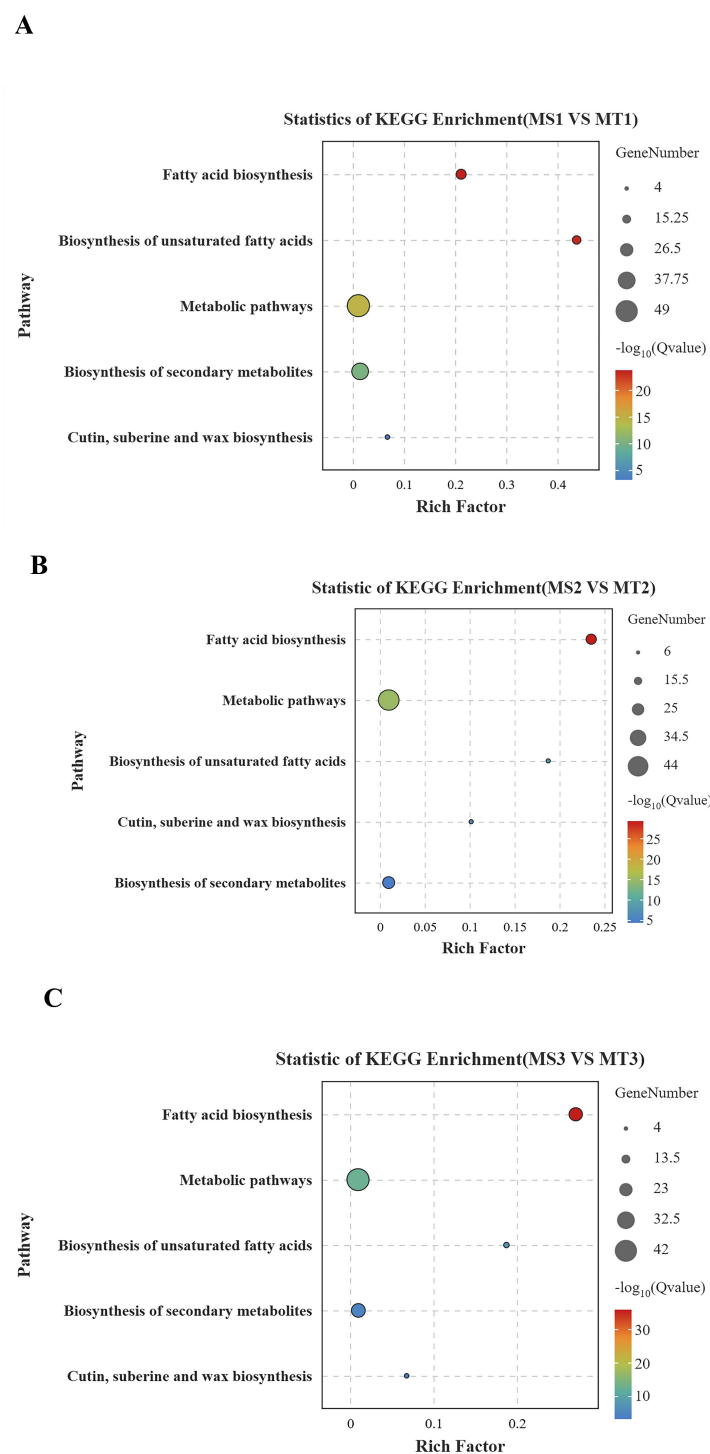 A
Statistics of KEGG Enrichment(MS1 VS MT1)
Pathway
Fatty acid biosynthesis
Biosynthesis of unsaturated fatty acids
Metabolic pathways
Biosynthesis of secondary metabolites
Cutin, suberine and wax biosynthesis
0 0.1 0.2 0.3 0.4
Rich Factor
GeneNumber
4
15.25
26.5
37.75
49
-log10(Qvalue)
20
15
10
5
B
Statistic of KEGG Enrichment(MS2 VS MT2)
Pathway
Fatty acid biosynthesis
Metabolic pathways
Biosynthesis of unsaturated fatty acids
Cutin, suberine and wax biosynthesis
Biosynthesis of secondary metabolites
0 0.05 0.1 0.15 0.2 0.25
Rich Factor
GeneNumber
6
15.5
25
34.5
44
-log10(Qvalue)
25
20
15
10
5
C
Statistic of KEGG Enrichment(MS3 VS MT3)
Pathway
Fatty acid biosynthesis
Metabolic pathways
Biosynthesis of unsaturated fatty acids
Biosynthesis of secondary metabolites
Cutin, suberine and wax biosynthesis
0 0.1 0.2
Rich Factor
GeneNumber
4
13.5
23
32.5
42
-log10(Qvalue)
30
20
10